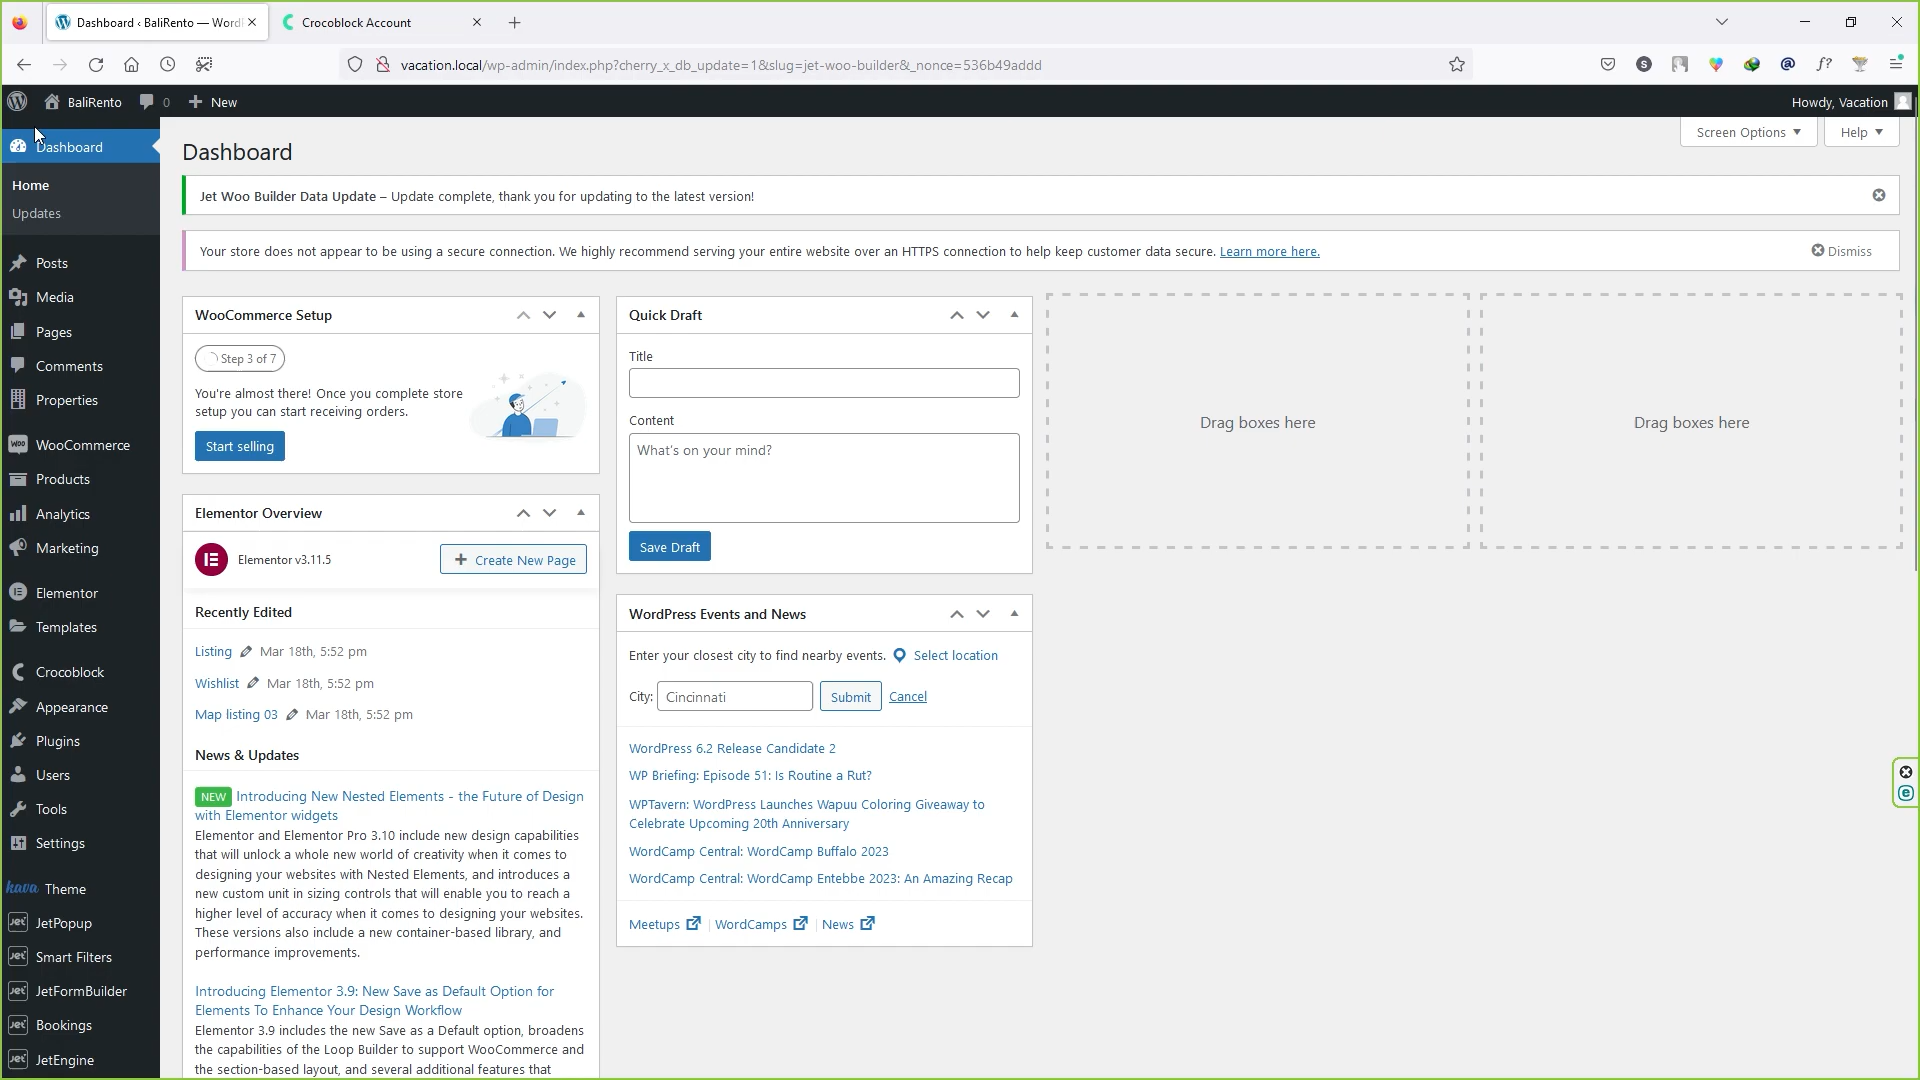 Dashboard ‹ BaliRento — Word
Crocoblock Account
vacation.local/wp-admin/index.php?cherry_x_db_update=1&slug=jet-woo-builder&_nonce=536b49addd
BaliRento
0
New
Howdy, Vacation
Dashboard
Home
Updates
Posts
Media
Pages
Comments
Properties
WooCommerce
Products
Analytics
Marketing
Elementor
Templates
Crocoblock
Appearance
Plugins
Users
Tools
Settings
kava Theme
Jet JetPopup
Jet Smart Filters
Jet JetFormBuilder
Jet Bookings
Jet JetEngine
Screen Options
Help
Dashboard
Jet Woo Builder Data Update – Update complete, thank you for updating to the latest version!
Your store does not appear to be using a secure connection. We highly recommend serving your entire website over an HTTPS connection to help keep customer data secure. Learn more here.
Dismiss
WooCommerce Setup
Step 3 of 7
You're almost there! Once you complete store
setup you can start receiving orders.
Start selling
Elementor Overview
Elementor v3.11.5
Create New Page
Recently Edited
Listing Mar 18th, 5:52 pm
Wishlist Mar 18th, 5:52 pm
Map listing 03 Mar 18th, 5:52 pm
News & Updates
NEW Introducing New Nested Elements - the Future of Design
with Elementor widgets
Elementor and Elementor Pro 3.10 include new design capabilities
that will unlock a whole new world of creativity when it comes to
designing your websites with Nested Elements, and introduces a
new custom unit in sizing controls that will enable you to reach a
higher level of accuracy when it comes to designing your websites.
These versions also include a new container-based library, and
performance improvements.
Introducing Elementor 3.9: New Save as Default Option for
Elements To Enhance Your Design Workflow
Elementor 3.9 includes the new Save as a Default option, broadens
the capabilities of the Loop Builder to support WooCommerce and
the section-based layout, and several additional features that
Quick Draft
Title
Content
What's on your mind?
Save Draft
WordPress Events and News
Enter your closest city to find nearby events. Select location
City: Cincinnati Submit Cancel
WordPress 6.2 Release Candidate 2
WP Briefing: Episode 51: Is Routine a Rut?
WPTavern: WordPress Launches Wapuu Coloring Giveaway to
Celebrate Upcoming 20th Anniversary
WordCamp Central: WordCamp Buffalo 2023
WordCamp Central: WordCamp Entebbe 2023: An Amazing Recap
Meetups | WordCamps | News
Drag boxes here
Drag boxes here